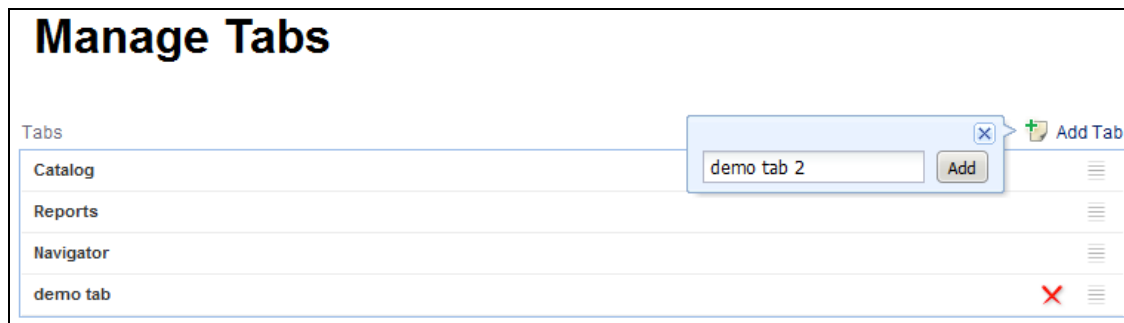 Manage Tabs
Tabs
Add Tab
demo tab 2
Add
Catalog
Reports
Navigator
demo tab